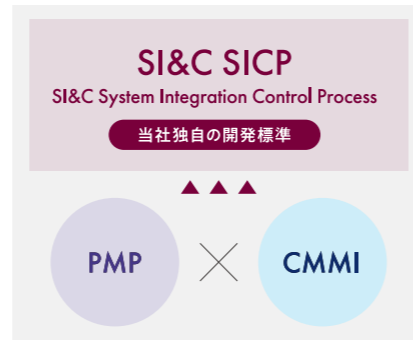 SI&C SICP
SI&C System Integration Control Process
当社独自の開発標準
PMP
CMMI